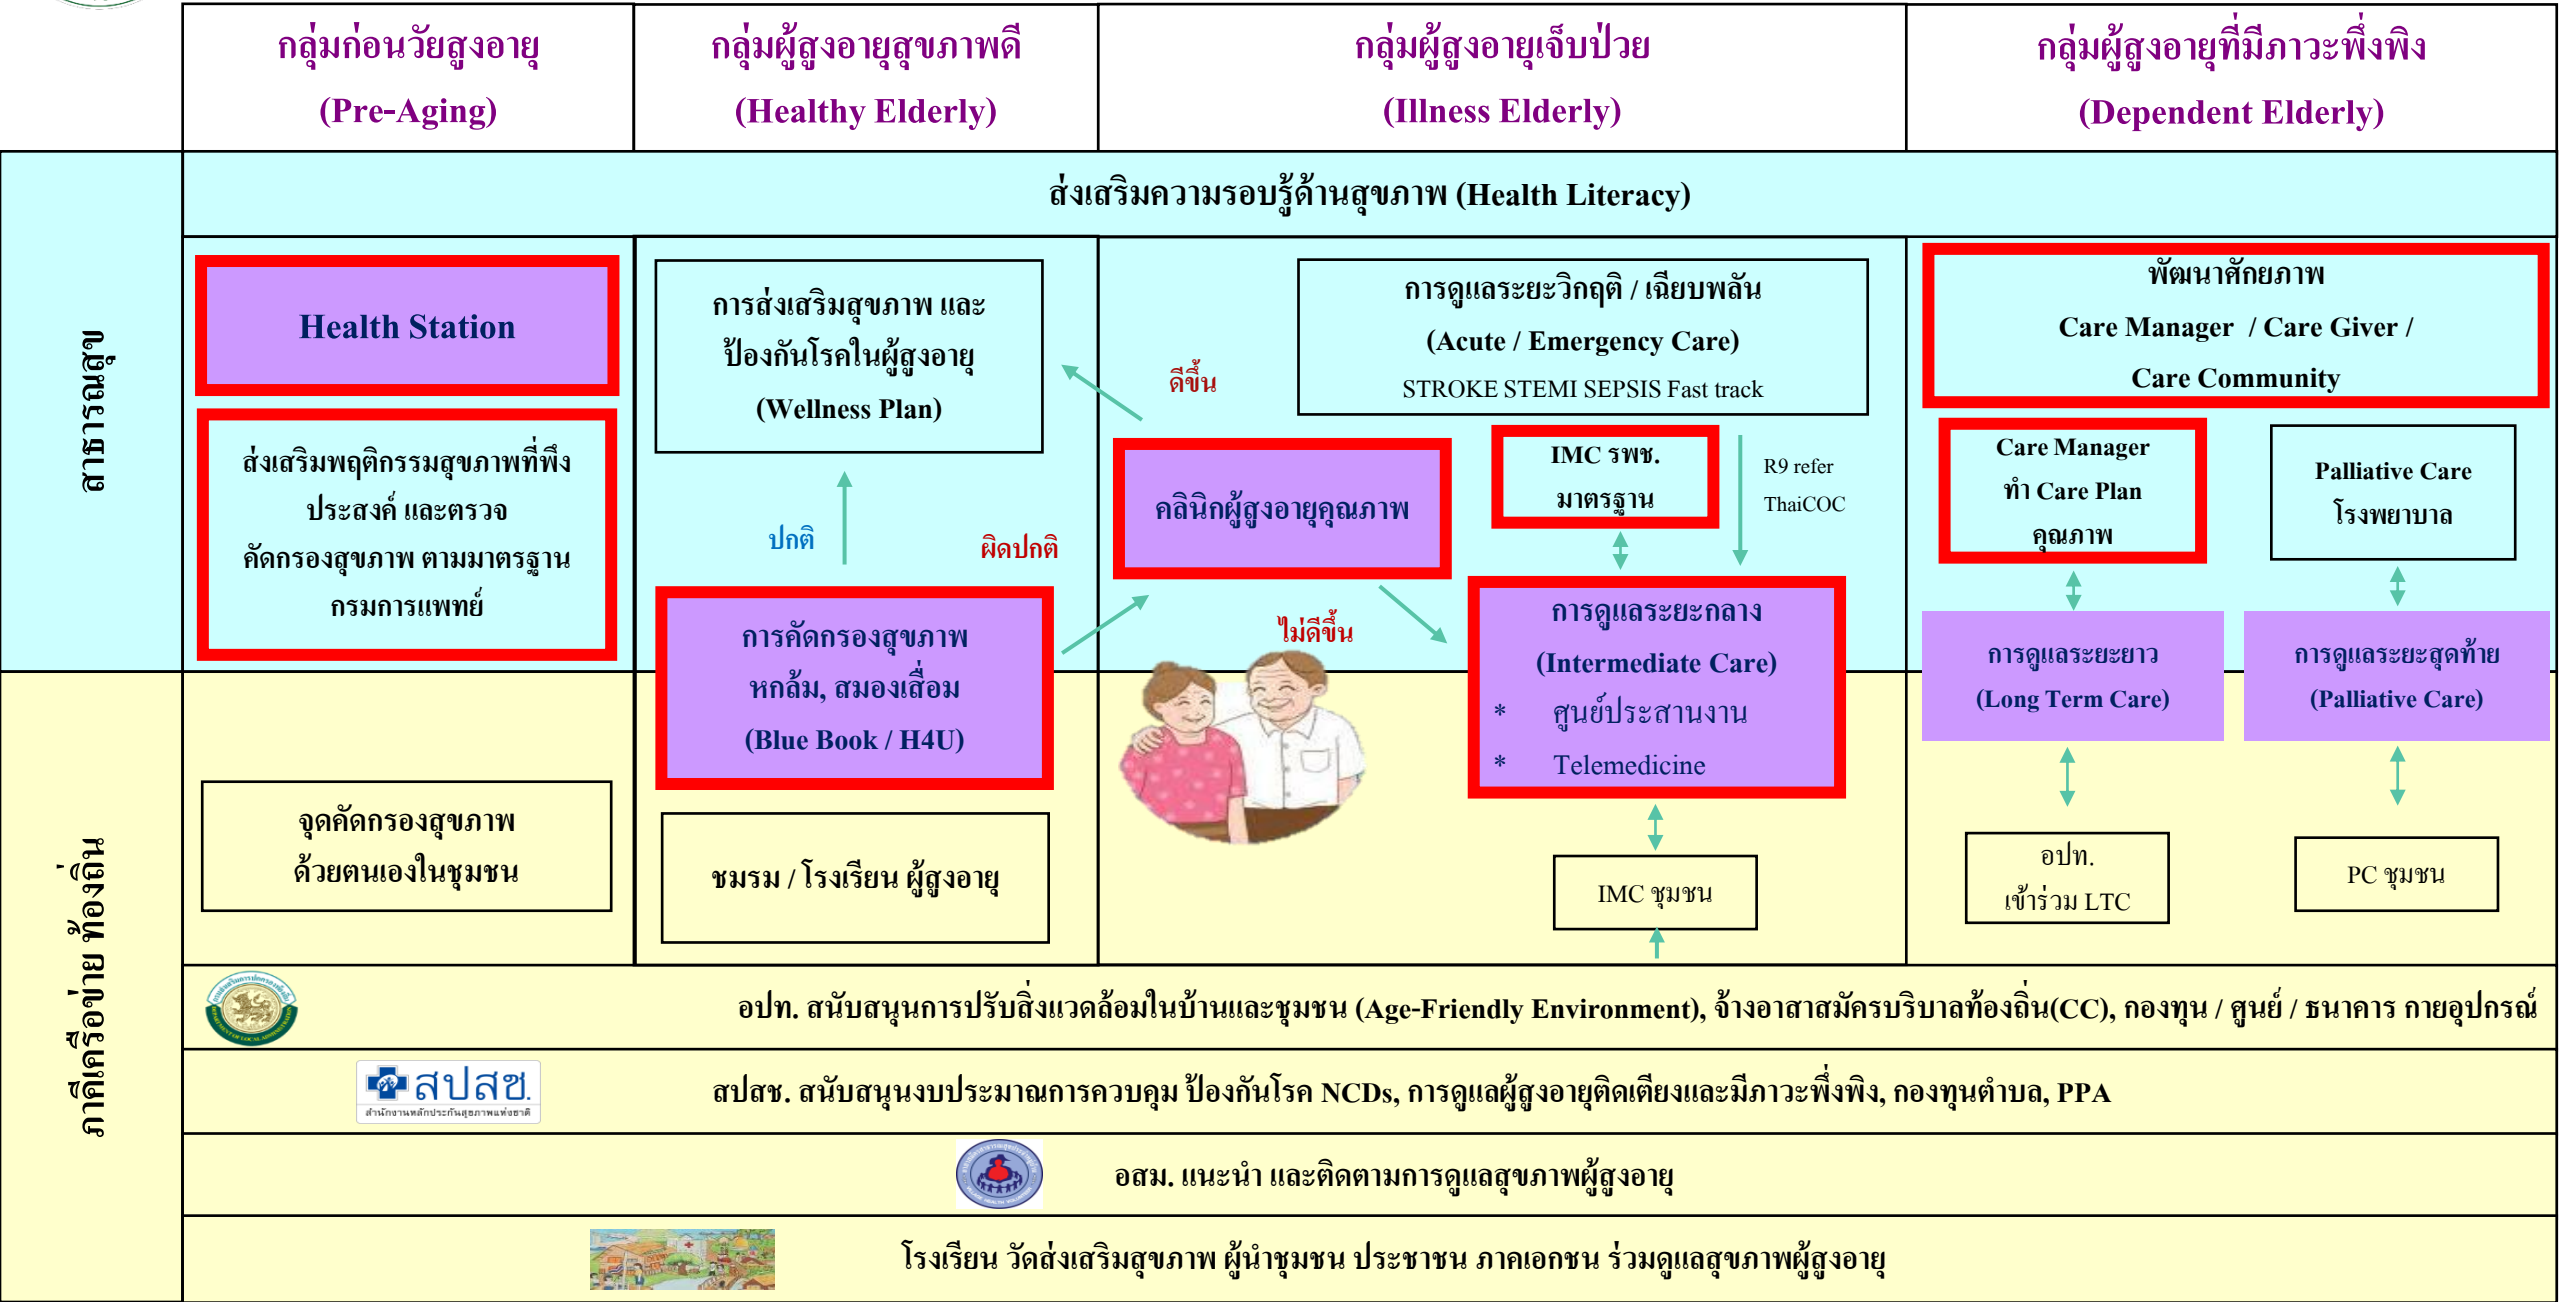 กลุ่มก่อนวัยสูงอายุ
(Pre-Aging)
กลุ่มผู้สูงอายุสุขภาพดี
(Healthy Elderly)
กลุ่มผู้สูงอายุเจ็บป่วย
(Illness Elderly)
กลุ่มผู้สูงอายุที่มีภาวะพึ่งพิง
(Dependent Elderly)
สาธารณสุข
ส่งเสริมความรอบรู้ด้านสุขภาพ (Health Literacy)
Health Station
ส่งเสริมพฤติกรรมสุขภาพที่พึง
ประสงค์ และตรวจ
คัดกรองสุขภาพ ตามมาตรฐาน
กรมการแพทย์
การส่งเสริมสุขภาพ และ
ป้องกันโรคในผู้สูงอายุ
(Wellness Plan)
ปกติ
ผิดปกติ
การคัดกรองสุขภาพ
หกล้ม, สมองเสื่อม
(Blue Book / H4U)
ดีขึ้น
การดูแลระยะวิกฤติ / เฉียบพลัน
(Acute / Emergency Care)
STROKE STEMI SEPSIS Fast track
คลินิกผู้สูงอายุคุณภาพ
IMC รพช.
มาตรฐาน
R9 refer
ThaiCOC
ไม่ดีขึ้น
การดูแลระยะกลาง
(Intermediate Care)
* ศูนย์ประสานงาน
* Telemedicine
พัฒนาศักยภาพ
Care Manager / Care Giver /
Care Community
Care Manager
ทำ Care Plan
คุณภาพ
Palliative Care
โรงพยาบาล
การดูแลระยะยาว
(Long Term Care)
การดูแลระยะสุดท้าย
(Palliative Care)
ภาคีเครือข่าย ท้องถิ่น
จุดคัดกรองสุขภาพ
ด้วยตนเองในชุมชน
ชมรม / โรงเรียน ผู้สูงอายุ
IMC ชุมชน
อปท.
เข้าร่วม LTC
PC ชุมชน
อปท. สนับสนุนการปรับสิ่งแวดล้อมในบ้านและชุมชน (Age-Friendly Environment), จ้างอาสาสมัครบริบาลท้องถิ่น(CC), กองทุน / ศูนย์ / ธนาคาร กายอุปกรณ์
สปสช.
สำนักงานหลักประกันสุขภาพแห่งชาติ
สปสช. สนับสนุนงบประมาณการควบคุม ป้องกันโรค NCDs, การดูแลผู้สูงอายุติดเตียงและมีภาวะพึ่งพิง, กองทุนตำบล, PPA
อสม. แนะนำ และติดตามการดูแลสุขภาพผู้สูงอายุ
โรงเรียน วัดส่งเสริมสุขภาพ ผู้นำชุมชน ประชาชน ภาคเอกชน ร่วมดูแลสุขภาพผู้สูงอายุ